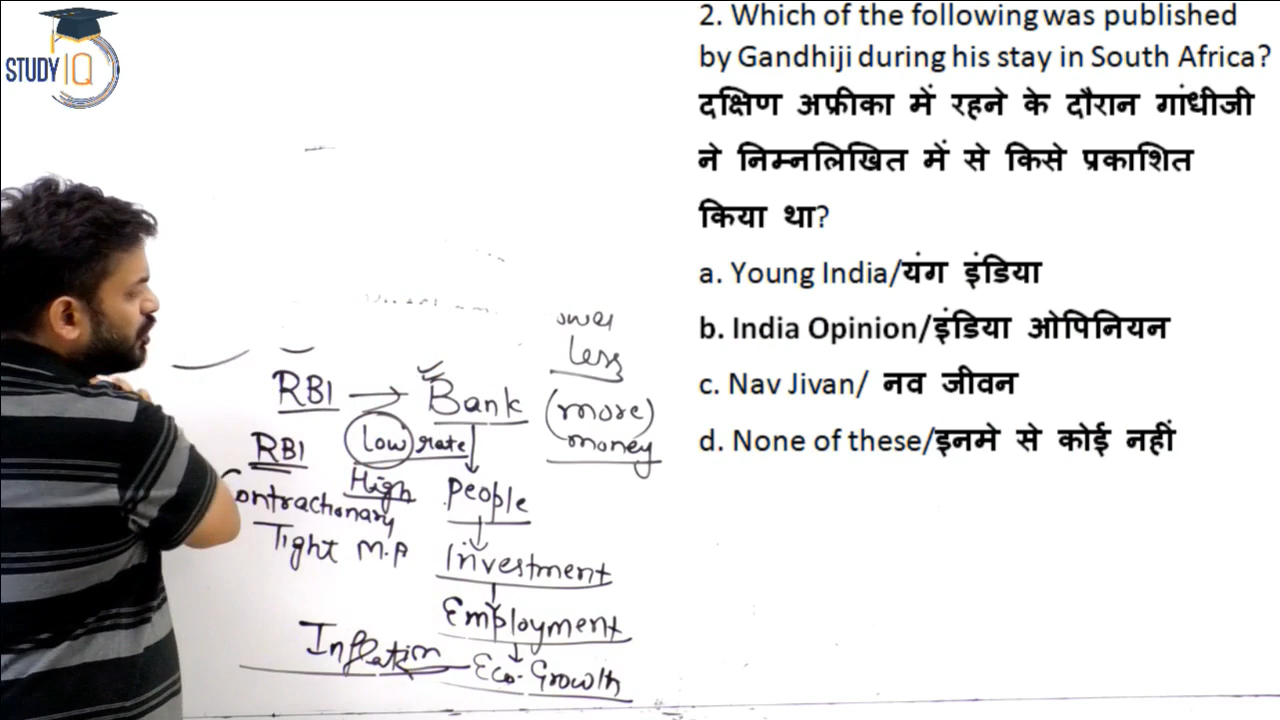 STUDY IQ
2. Which of the following was published
by Gandhiji during his stay in South Africa?
दक्षिण अफ्रीका में रहने के दौरान गांधीजी
ने निम्नलिखित में से किसे प्रकाशित
किया था?
a. Young India/यंग इंडिया
b. India Opinion/इंडिया ओपिनियन
c. Nav Jivan/ नव जीवन
d. None of these/इनमे से कोई नहीं
less
RBI → Bank (more)
money
low rate
RBI
High People
Contractionary
Tight M.P
Investment
Employment
Inflation
Eco-Growth